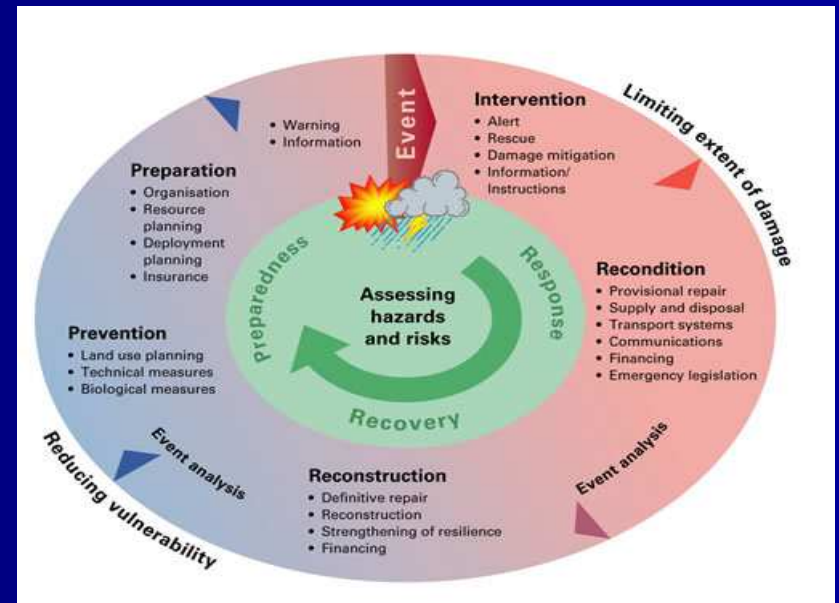 Event
Intervention
• Alert
• Rescue
• Damage mitigation
• Information/
Instructions
Limiting extent of damage
Recondition
• Provisional repair
• Supply and disposal
• Transport systems
• Communications
• Financing
• Emergency legislation
Event analysis
Reconstruction
• Definitive repair
• Reconstruction
• Strengthening of resilience
• Financing
Event analysis
Reducing vulnerability
Prevention
• Land use planning
• Technical measures
• Biological measures
Preparation
• Organisation
• Resource
planning
• Deployment
planning
• Insurance
• Warning
• Information
Preparedness
Response
Recovery
Assessing
hazards
and risks